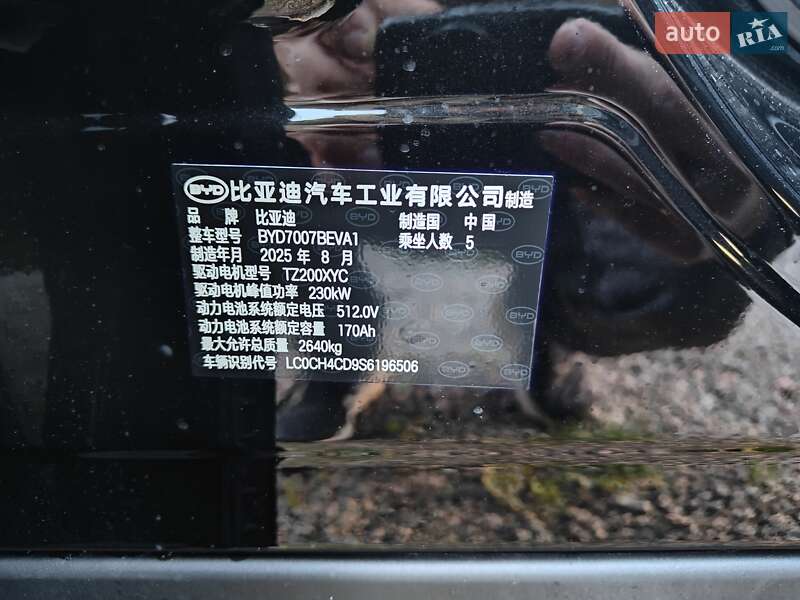 auto RIA .com
BYD 比亚迪汽车工业有限公司制造
品 牌 比亚迪 制造国 中国
整车型号 BYD7007BEVA1 乘坐人数 5
制造年月 2025 年 8 月
驱动电机型号 TZ200XYC
驱动电机峰值功率 230kW
动力电池系统额定电压 512.0V
动力电池系统额定容量 170Ah
最大允许总质量 2640kg
车辆识别代号 LC0CH4CD9S6196506